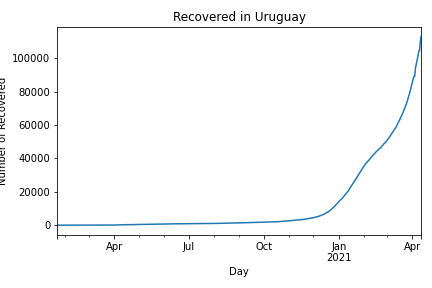 Recovered in Uruguay
Number of Recovered
100000
80000
60000
40000
20000
0
Apr
Jul
Oct
Jan
2021
Apr
Day